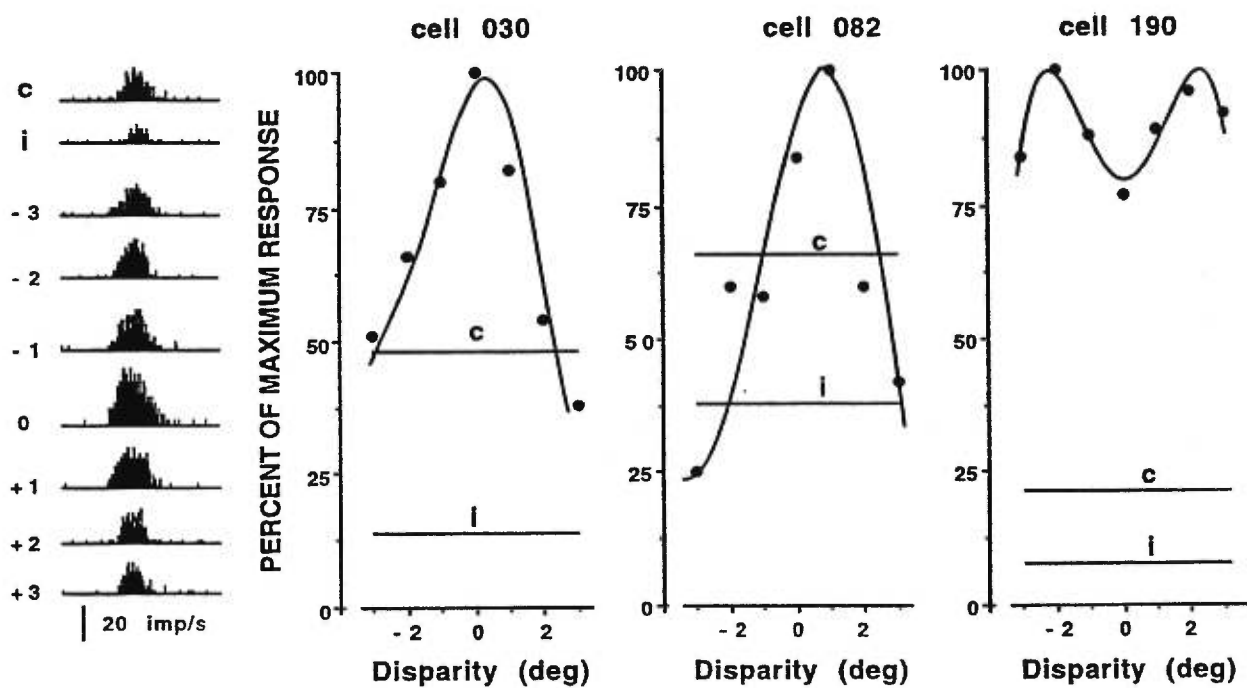 cell 030 cell 082 cell 190
c
i
- 3
- 2
- 1
0
+ 1
+ 2
+ 3
20 imp/s
PERCENT OF MAXIMUM RESPONSE
100
75
50
25
0
c
i
- 2 0 2
Disparity (deg)
100
75
50
25
0
c
i
- 2 0 2
Disparity (deg)
100
75
50
25
0
c
i
- 2 0 2
Disparity (deg)